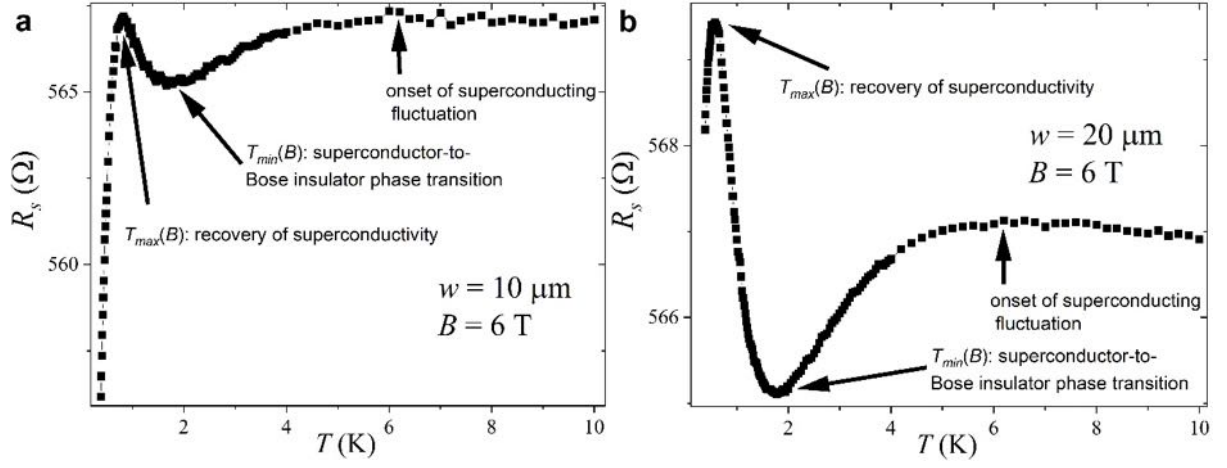 a
565
560
R_s (Ω)
onset of superconducting
fluctuation
T_min(B): superconductor-to-
Bose insulator phase transition
T_max(B): recovery of superconductivity
w = 10 μm
B = 6 T
2
4
6
8
10
T (K)
b
568
566
R_s (Ω)
T_max(B): recovery of superconductivity
w = 20 μm
B = 6 T
onset of superconducting
fluctuation
T_min(B): superconductor-to-
Bose insulator phase transition
2
4
6
8
10
T (K)